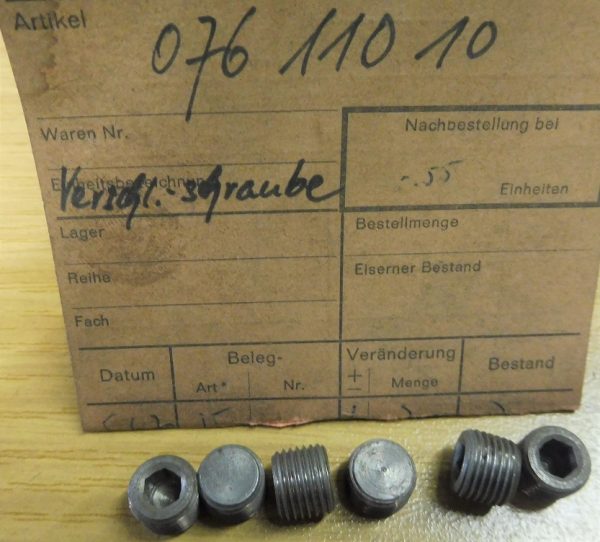 Artikel
076 110 10
Waren Nr.
Nachbestellung bei
Einheitsbezeichnung
Verschl.-schraube
-.55
Einheiten
Lager
Bestellmenge
Reihe
Eiserner Bestand
Fach
Datum
Beleg-
Veränderung
Bestand
Art*
Nr.
+
−
Menge